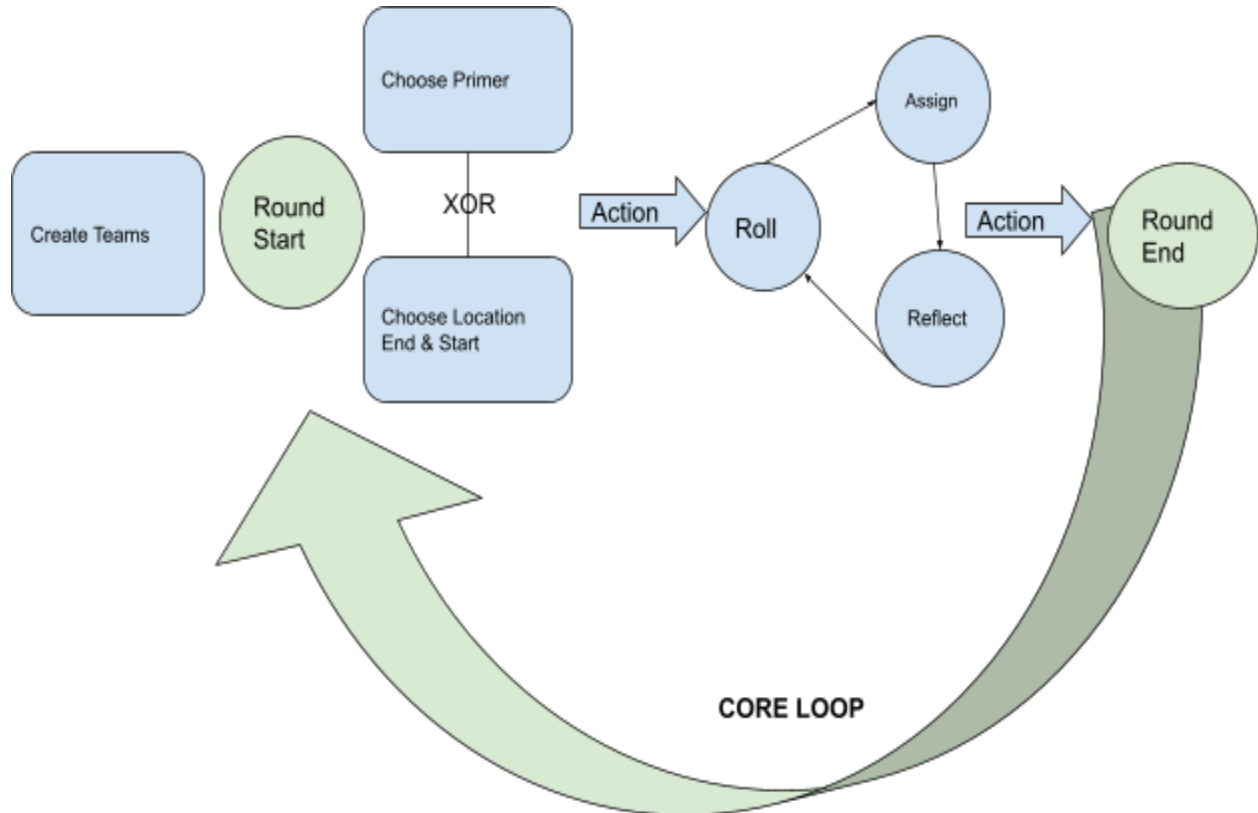 Create Teams
Round
Start
Choose Primer
XOR
Choose Location
End & Start
Action
Roll
Assign
Reflect
Action
Round
End
CORE LOOP